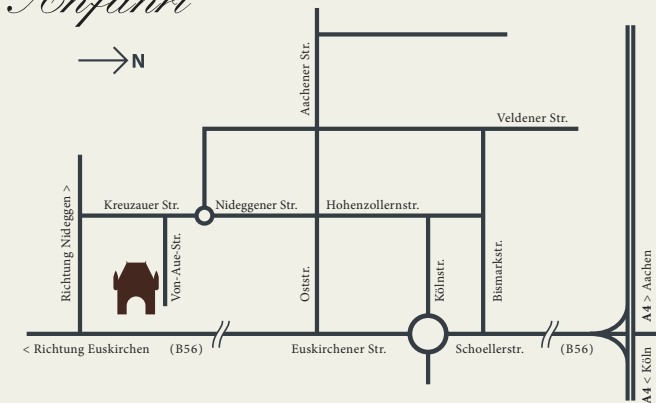 Anfahrt
N
Aachener Str.
Veldener Str.
Richtung Nideggen >
Kreuzauer Str.
Nideggener Str.
Hohenzollernstr.
Von-Aue-Str.
Oststr.
Kölnstr.
Bismarkstr.
A4 > Aachen
< Richtung Euskirchen
(B56)
Euskirchener Str.
Schoellerstr.
(B56)
A4 < Köln